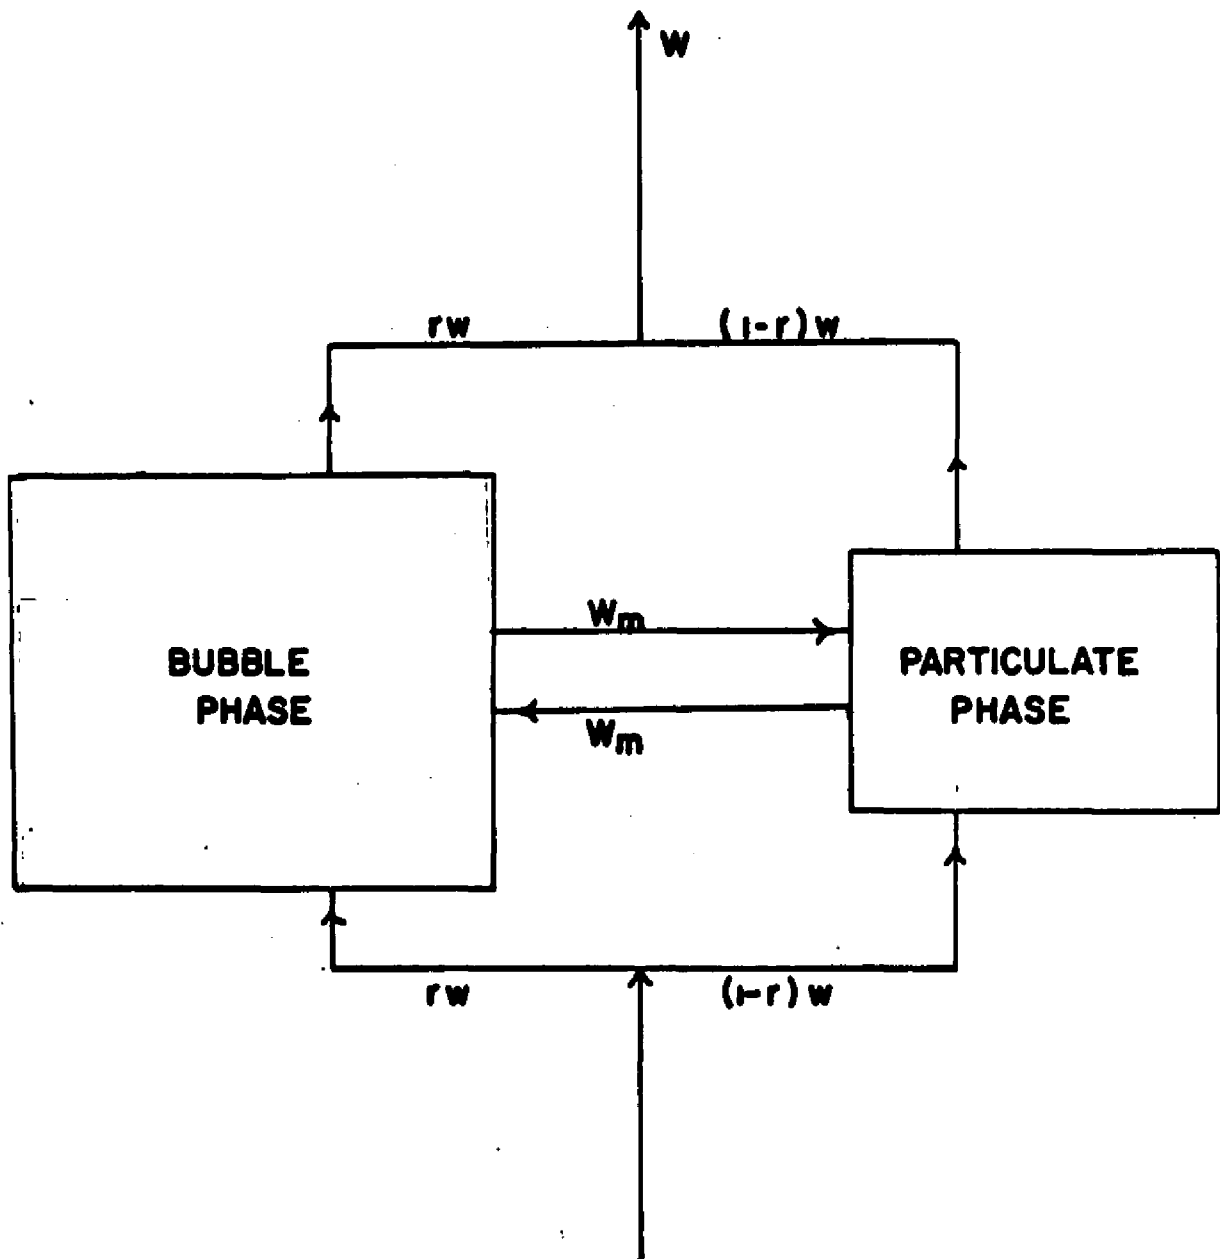 W
rw
(1-r)w
Wm
BUBBLE
PHASE
PARTICULATE
PHASE
Wm
rw
(1-r)w